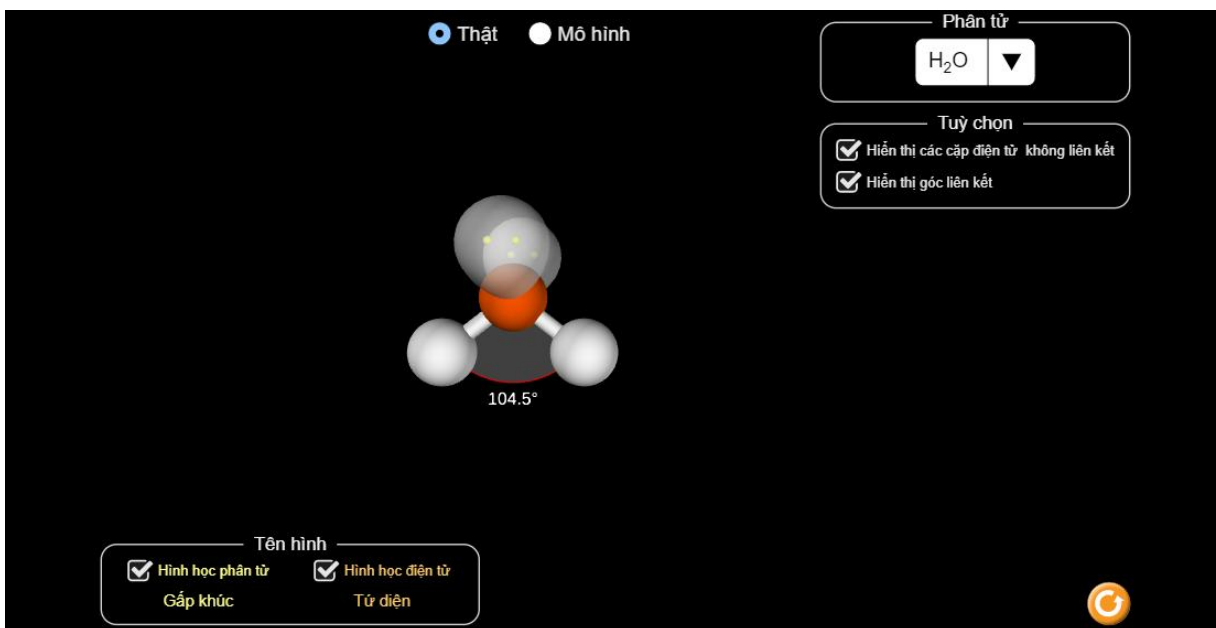 Thật
Mô hình
Phân tử
H₂O
Tuỳ chọn
Hiển thị các cặp điện tử không liên kết
Hiển thị góc liên kết
104.5°
Tên hình
Hình học phân tử
Hình học điện tử
Gấp khúc
Tứ diện